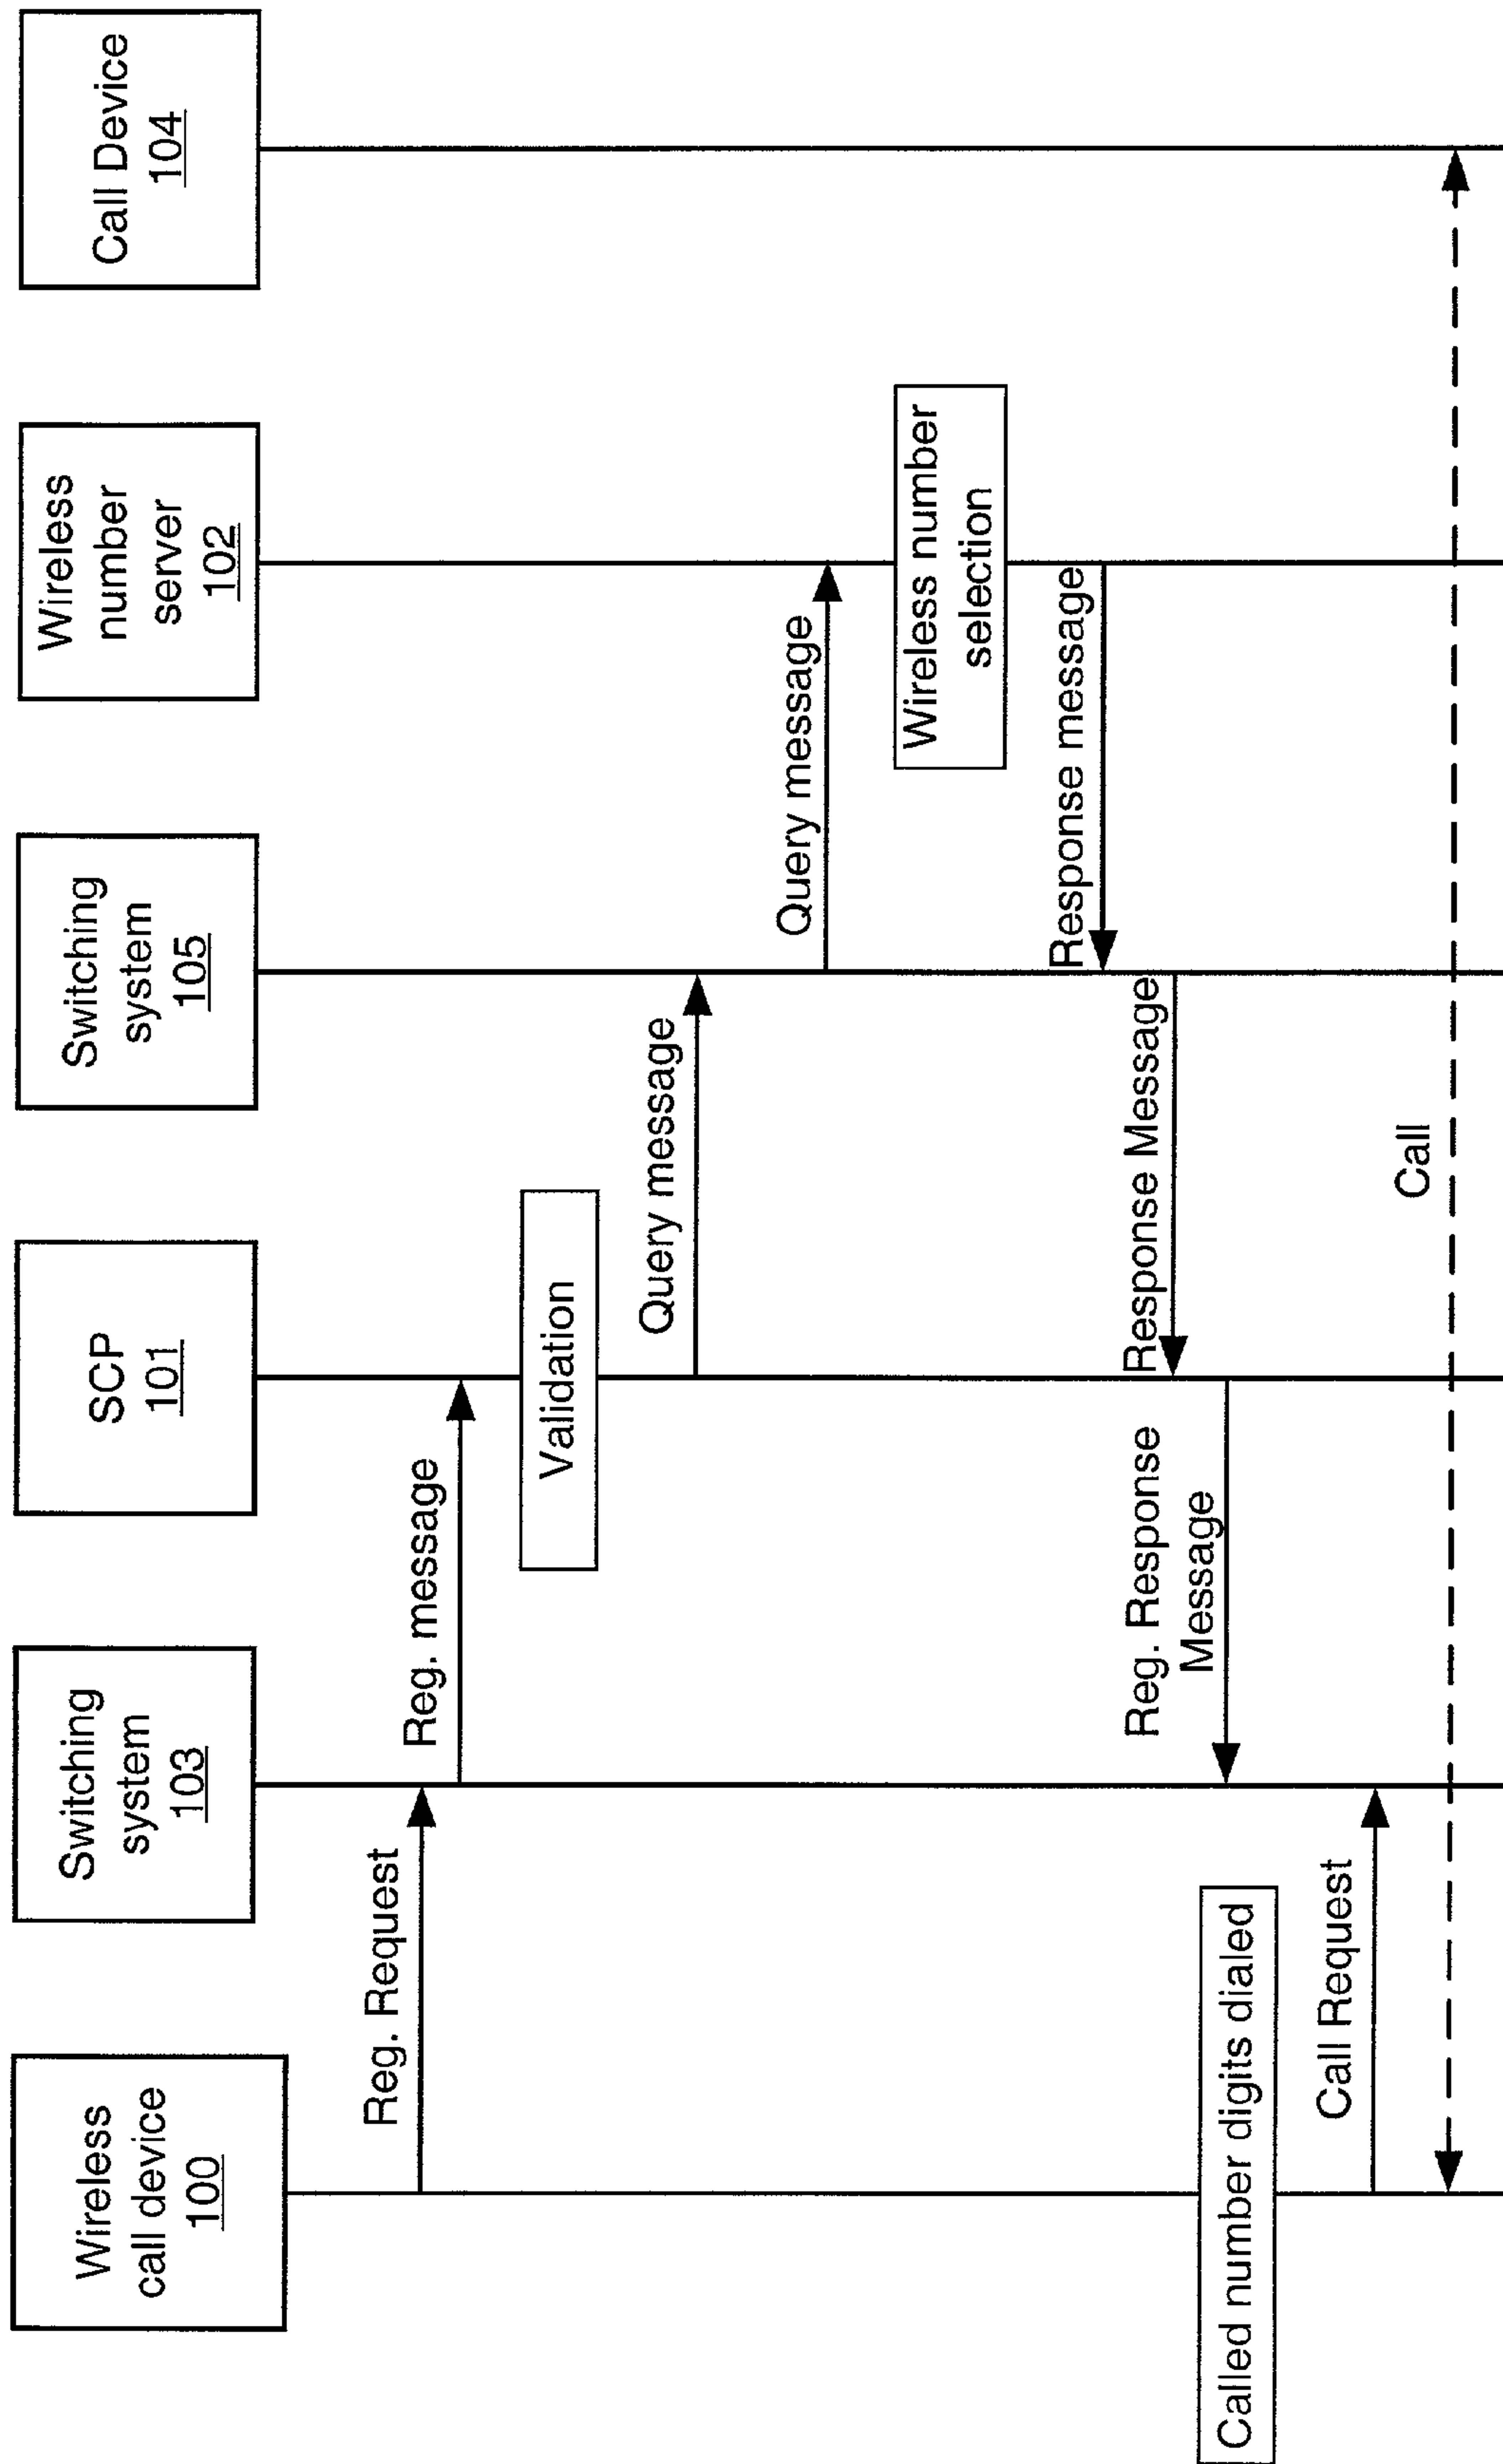 Wireless
call device
100
Switching
system
103
SCP
101
Switching
system
105
Wireless
number
server
102
Call Device
104
Reg. Request
Reg. message
Validation
Query message
Query message
Wireless number
selection
Response message
Response Message
Reg. Response
Message
Called number digits dialed
Call Request
Call